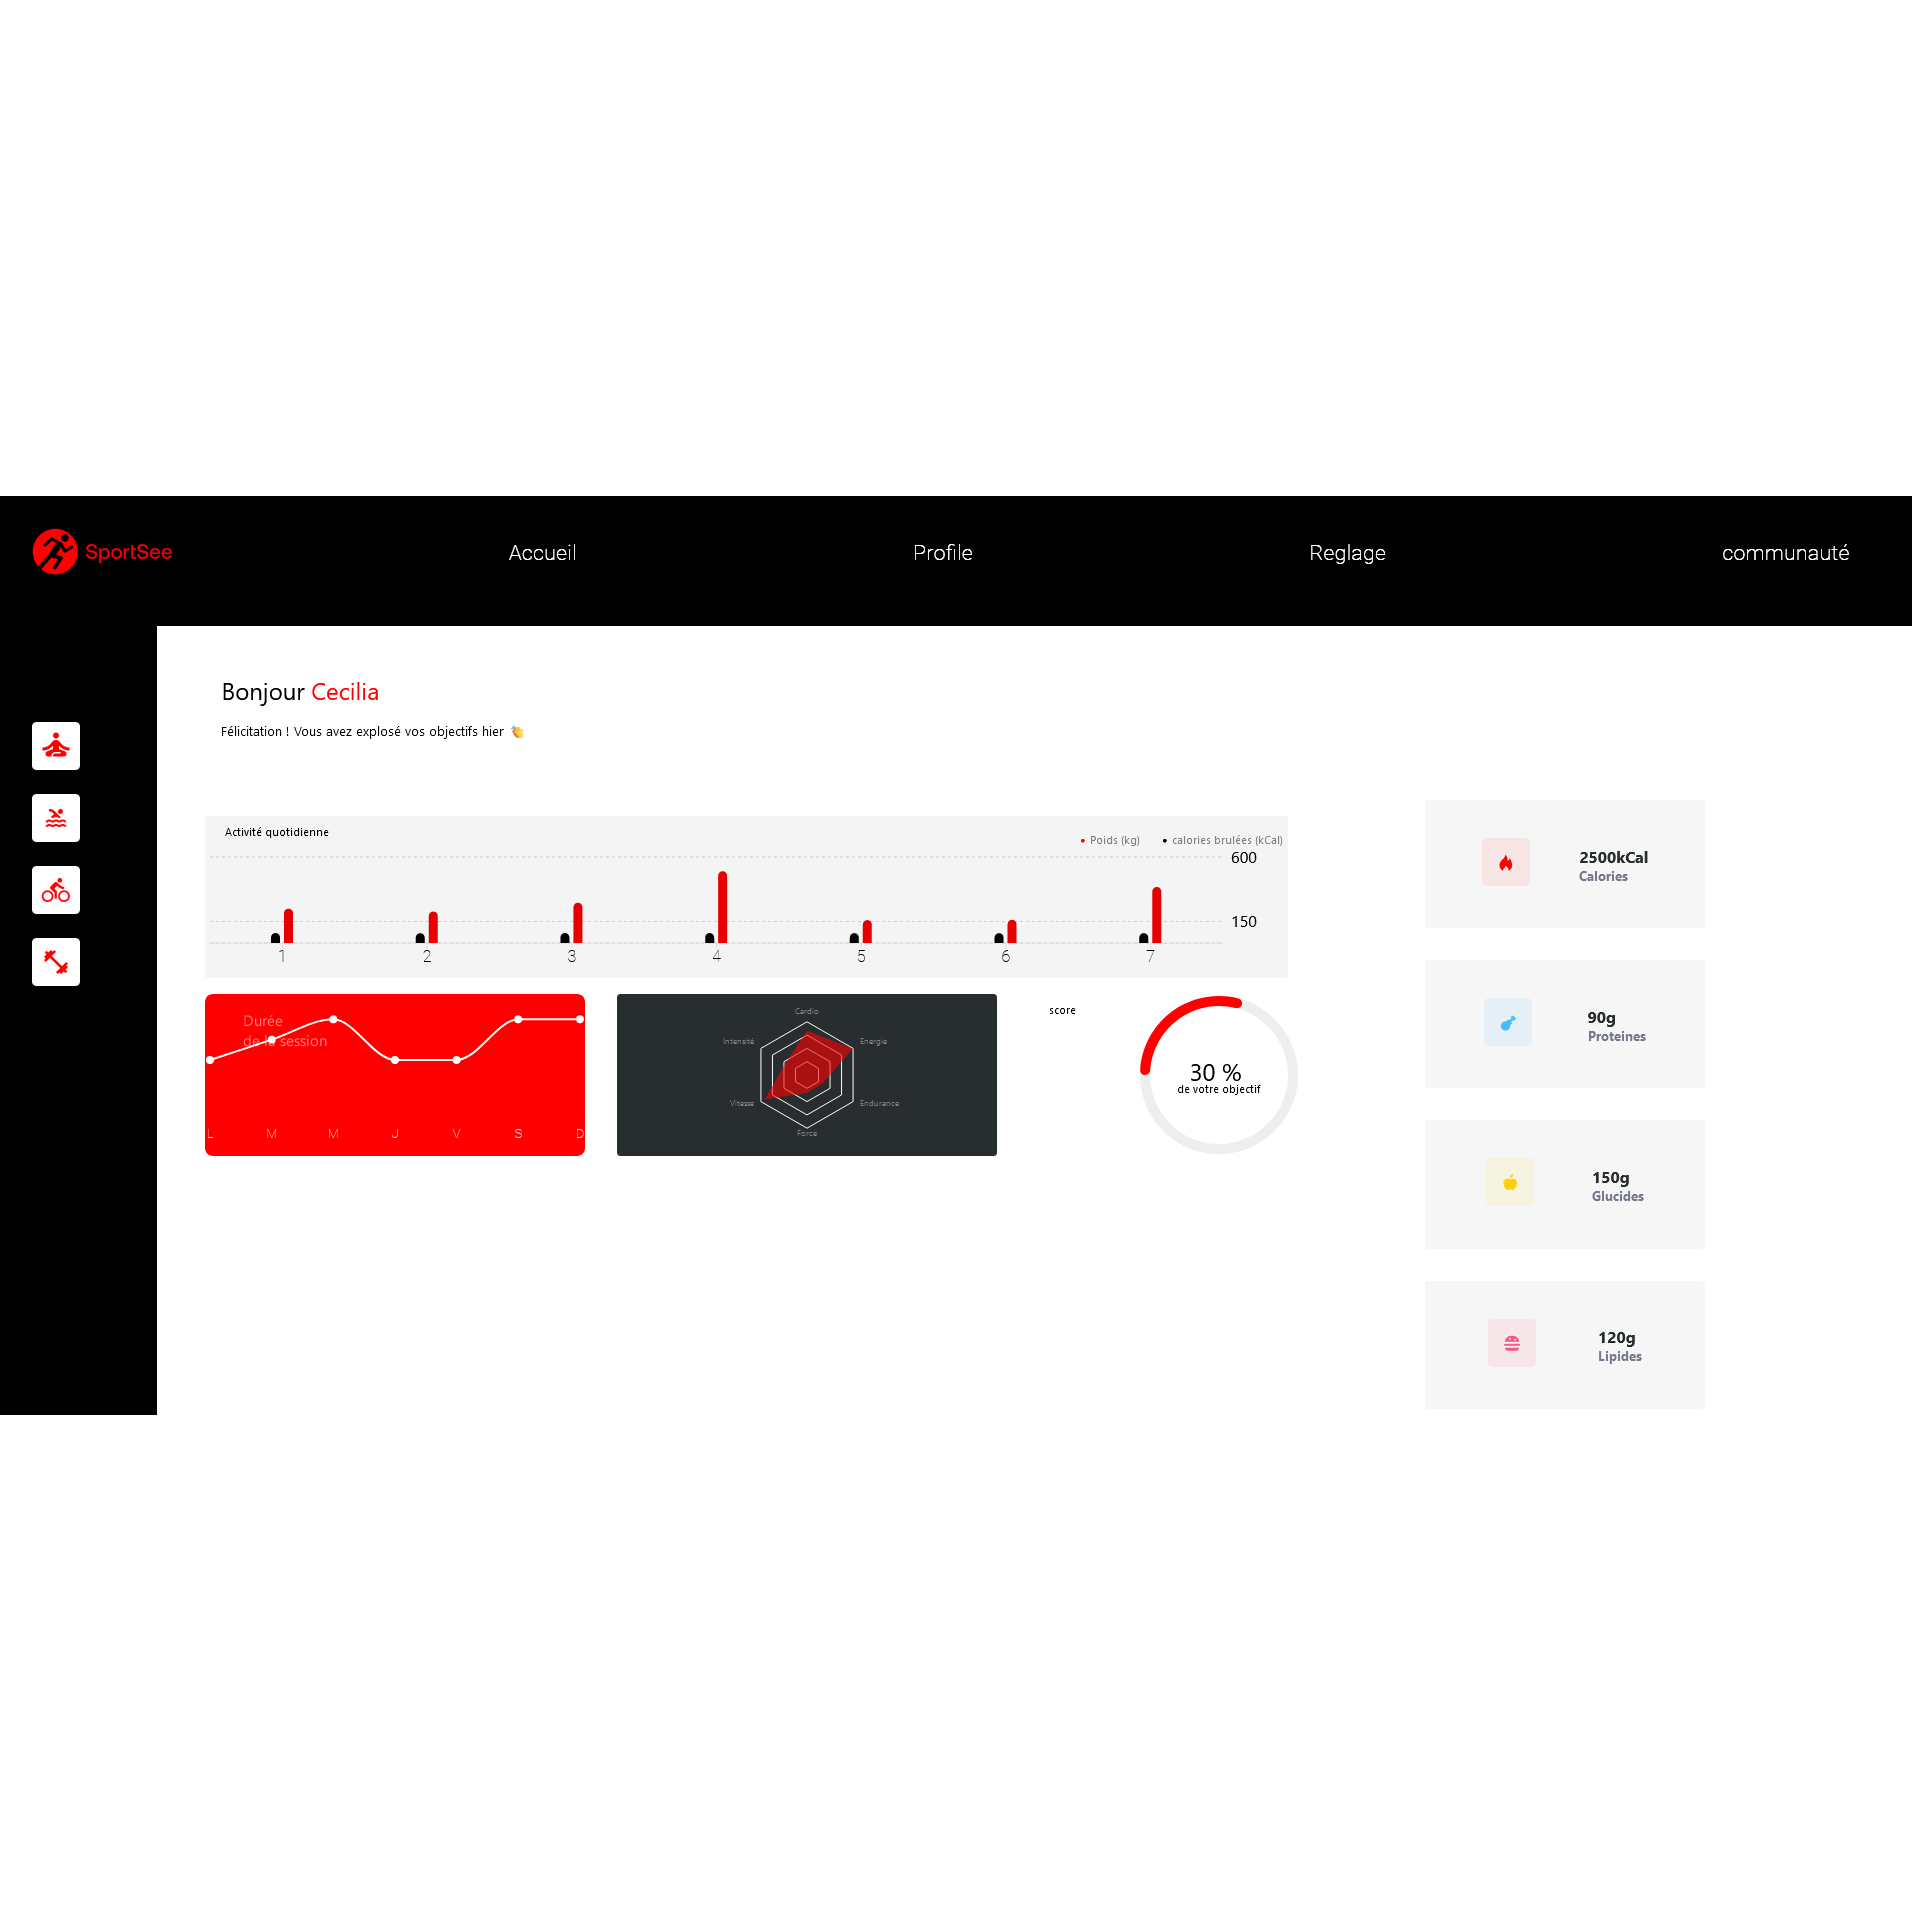 SportSee
Accueil
Profile
Reglage
communauté
Bonjour Cecilia
Félicitation ! Vous avez explosé vos objectifs hier
Activité quotidienne
Poids (kg)
calories brulées (kCal)
600
150
1 2 3 4 5 6 7
Durée
de la session
L M M J V S D
Cardio
Intensité
Energie
Vitesse
Endurance
Force
score
30 %
de votre objectif
2500kCal
Calories
90g
Proteines
150g
Glucides
120g
Lipides